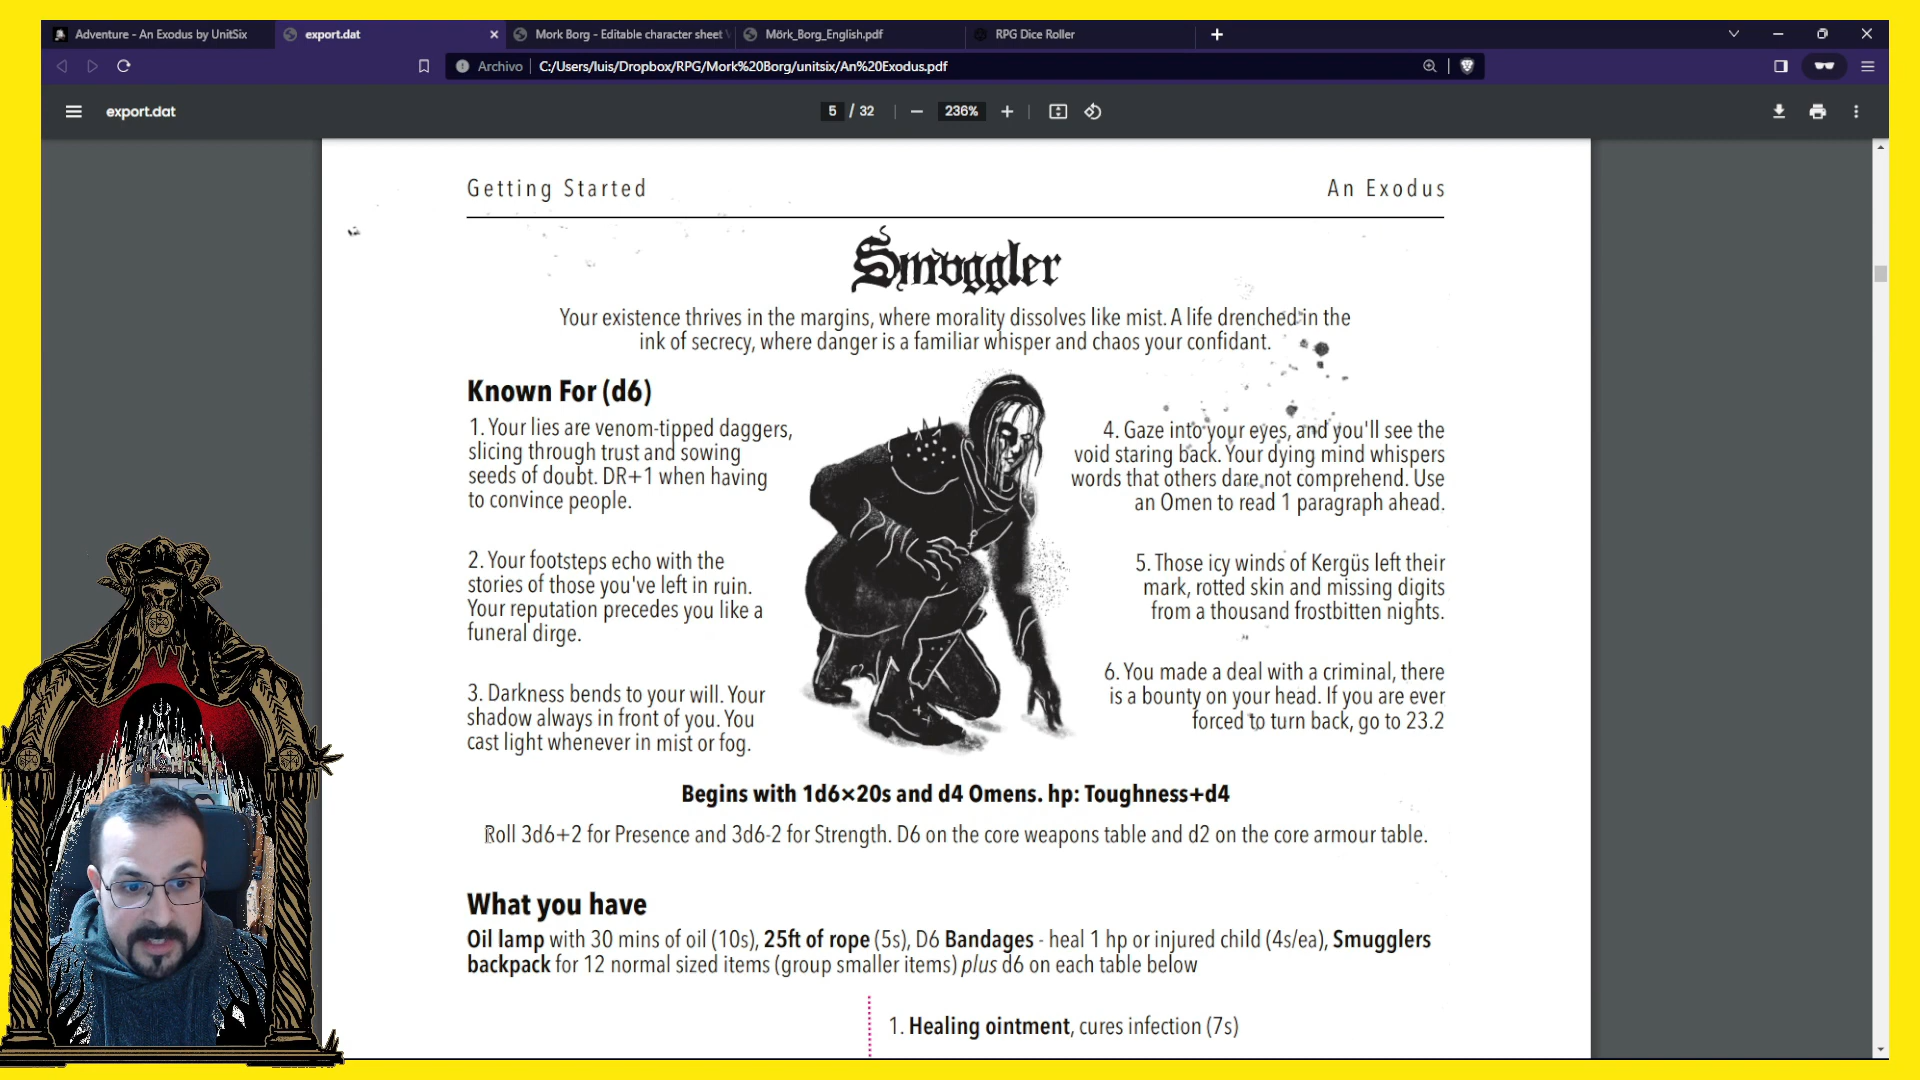 Adventure - An Exodus by UnitSix
export.dat
Mork Borg - Editable character sheet
Mörk_Borg_English.pdf
RPG Dice Roller
Archivo
C:/Users/luis/Dropbox/RPG/Mork%20Borg/unitsix/An%20Exodus.pdf
export.dat
5 / 32
236%
Getting Started
An Exodus
Smuggler
Your existence thrives in the margins, where morality dissolves like mist. A life drenched in the
ink of secrecy, where danger is a familiar whisper and chaos your confidant.
Known For (d6)
1. Your lies are venom-tipped daggers,
slicing through trust and sowing
seeds of doubt. DR+1 when having
to convince people.
2. Your footsteps echo with the
stories of those you've left in ruin.
Your reputation precedes you like a
funeral dirge.
3. Darkness bends to your will. Your
shadow always in front of you. You
cast light whenever in mist or fog.
4. Gaze into your eyes, and you'll see the
void staring back. Your dying mind whispers
words that others dare not comprehend. Use
an Omen to read 1 paragraph ahead.
5. Those icy winds of Kergüs left their
mark, rotted skin and missing digits
from a thousand frostbitten nights.
6. You made a deal with a criminal, there
is a bounty on your head. If you are ever
forced to turn back, go to 23.2
Begins with 1d6×20s and d4 Omens. hp: Toughness+d4
Roll 3d6+2 for Presence and 3d6-2 for Strength. D6 on the core weapons table and d2 on the core armour table.
What you have
Oil lamp with 30 mins of oil (10s), 25ft of rope (5s), D6 Bandages - heal 1 hp or injured child (4s/ea), Smugglers
backpack for 12 normal sized items (group smaller items) plus d6 on each table below
1. Healing ointment, cures infection (7s)